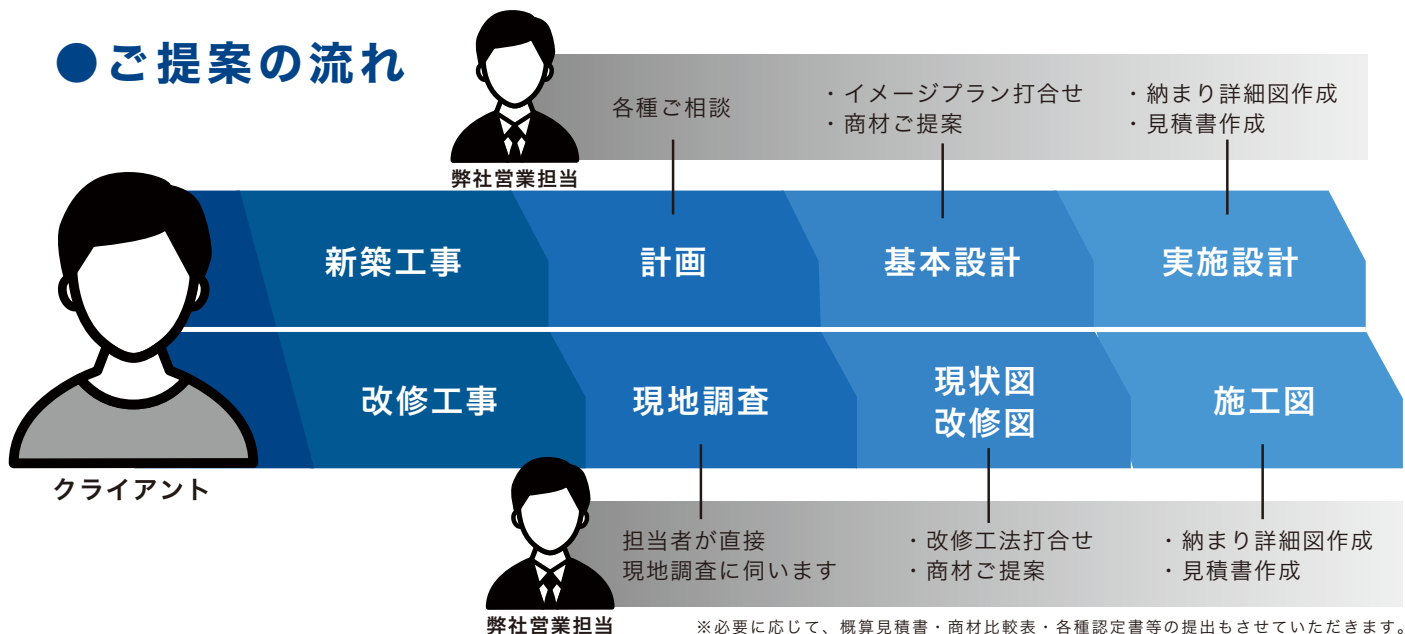 ●ご提案の流れ
各種ご相談
・イメージプラン打合せ
・商材ご提案
・納まり詳細図作成
・見積書作成
弊社営業担当
新築工事
計画
基本設計
実施設計
改修工事
現地調査
現状図
改修図
施工図
クライアント
担当者が直接
現地調査に伺います
・改修工法打合せ
・商材ご提案
・納まり詳細図作成
・見積書作成
弊社営業担当
※必要に応じて、概算見積書・商材比較表・各種認定書等の提出もさせていただきます。